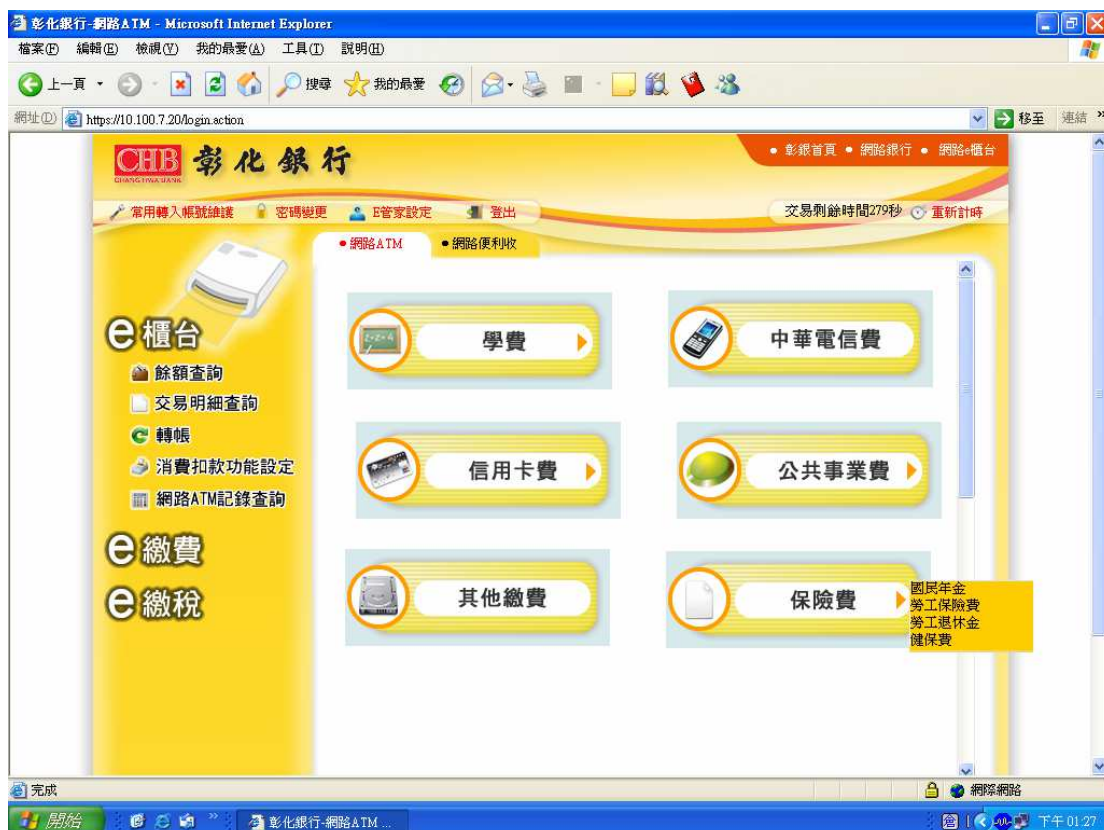 彰化銀行-網路ATM - Microsoft Internet Explorer
檔案(F) 編輯(E) 檢視(V) 我的最愛(A) 工具(T) 說明(H)
上一頁 搜尋 我的最愛
網址(D) https://10.100.7.20/login.action 移至 連結 »
CHB 彰化銀行
CHANG HWA BANK
• 彰銀首頁 • 網路銀行 • 網路e櫃台
常用轉入帳號維護 密碼變更 E管家設定 登出
交易剩餘時間279秒 重新計時
•網路ATM •網路便利收
e櫃台
餘額查詢
交易明細查詢
轉帳
消費扣款功能設定
網路ATM記錄查詢
e繳費
e繳稅
學費
中華電信費
信用卡費
公共事業費
其他繳費
保險費
國民年金
勞工保險費
勞工退休金
健保費
完成
網際網路
開始
»
彰化銀行-網路ATM ...
下午 01:27